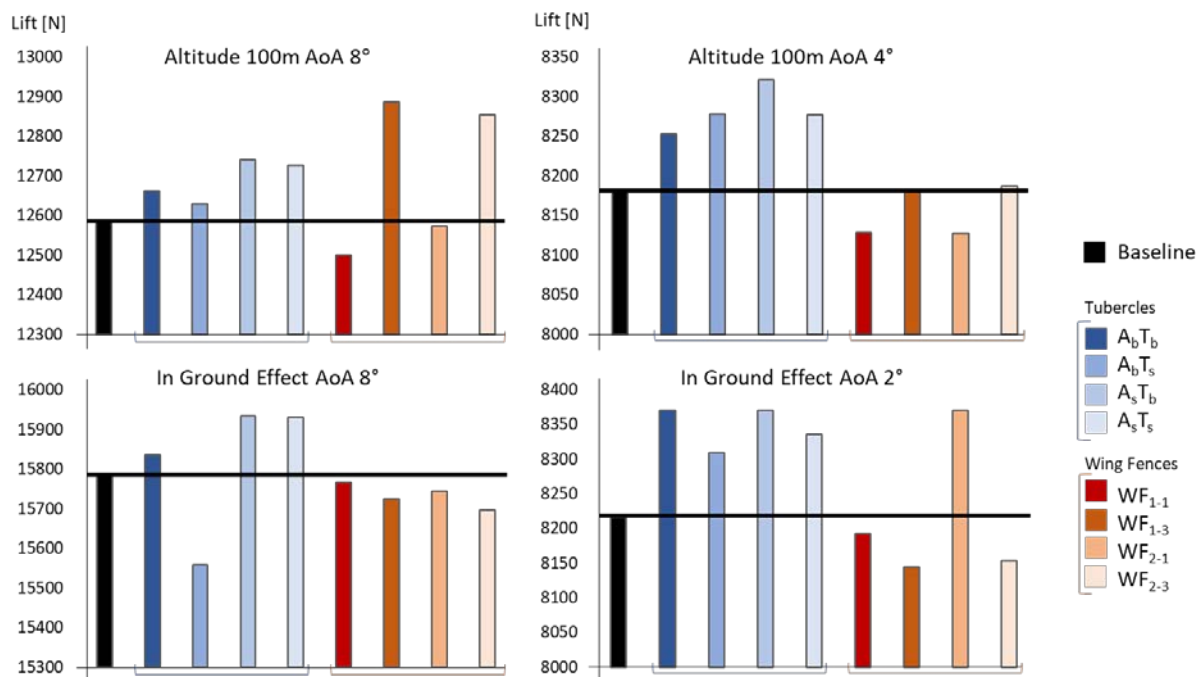 Lift [N]
Altitude 100m AoA 8°
13000
12900
12800
12700
12600
12500
12400
12300
Lift [N]
Altitude 100m AoA 4°
8350
8300
8250
8200
8150
8100
8050
8000
In Ground Effect AoA 8°
16000
15900
15800
15700
15600
15500
15400
15300
In Ground Effect AoA 2°
8400
8350
8300
8250
8200
8150
8100
8050
8000
Baseline
Tubercles
AbTb
AbTs
AsTb
AsTs
Wing Fences
WF1-1
WF1-3
WF2-1
WF2-3